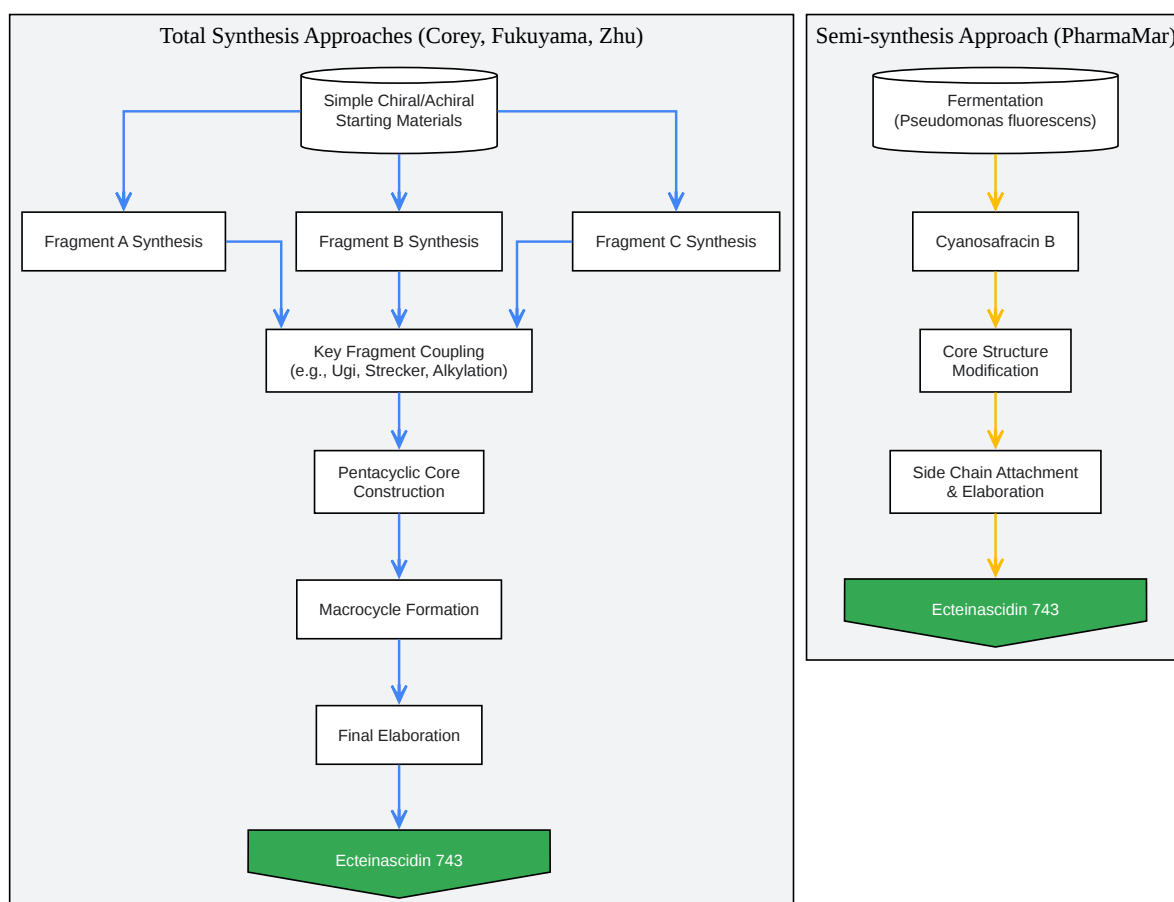 Total Synthesis Approaches (Corey, Fukuyama, Zhu)
Simple Chiral/Achiral
Starting Materials
Fragment A Synthesis
Fragment B Synthesis
Fragment C Synthesis
Key Fragment Coupling
(e.g., Ugi, Strecker, Alkylation)
Pentacyclic Core
Construction
Macrocycle Formation
Final Elaboration
Ecteinascidin 743
Semi-synthesis Approach (PharmaMar)
Fermentation
(Pseudomonas fluorescens)
Cyanosafracin B
Core Structure
Modification
Side Chain Attachment
& Elaboration
Ecteinascidin 743